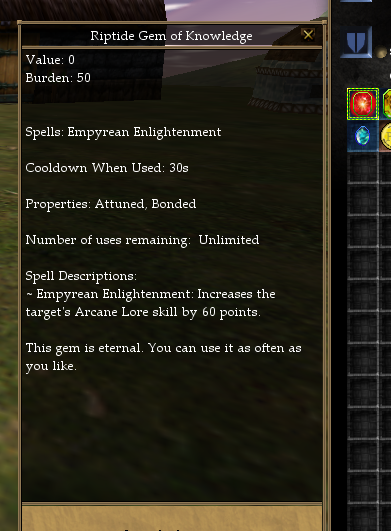 Riptide Gem of Knowledge
Value: 0
Burden: 50
Spells: Empyrean Enlightenment
Cooldown When Used: 30s
Properties: Attuned, Bonded
Number of uses remaining:  Unlimited
Spell Descriptions:
~ Empyrean Enlightenment: Increases the
target's Arcane Lore skill by 60 points.
This gem is eternal. You can use it as often as
you like.